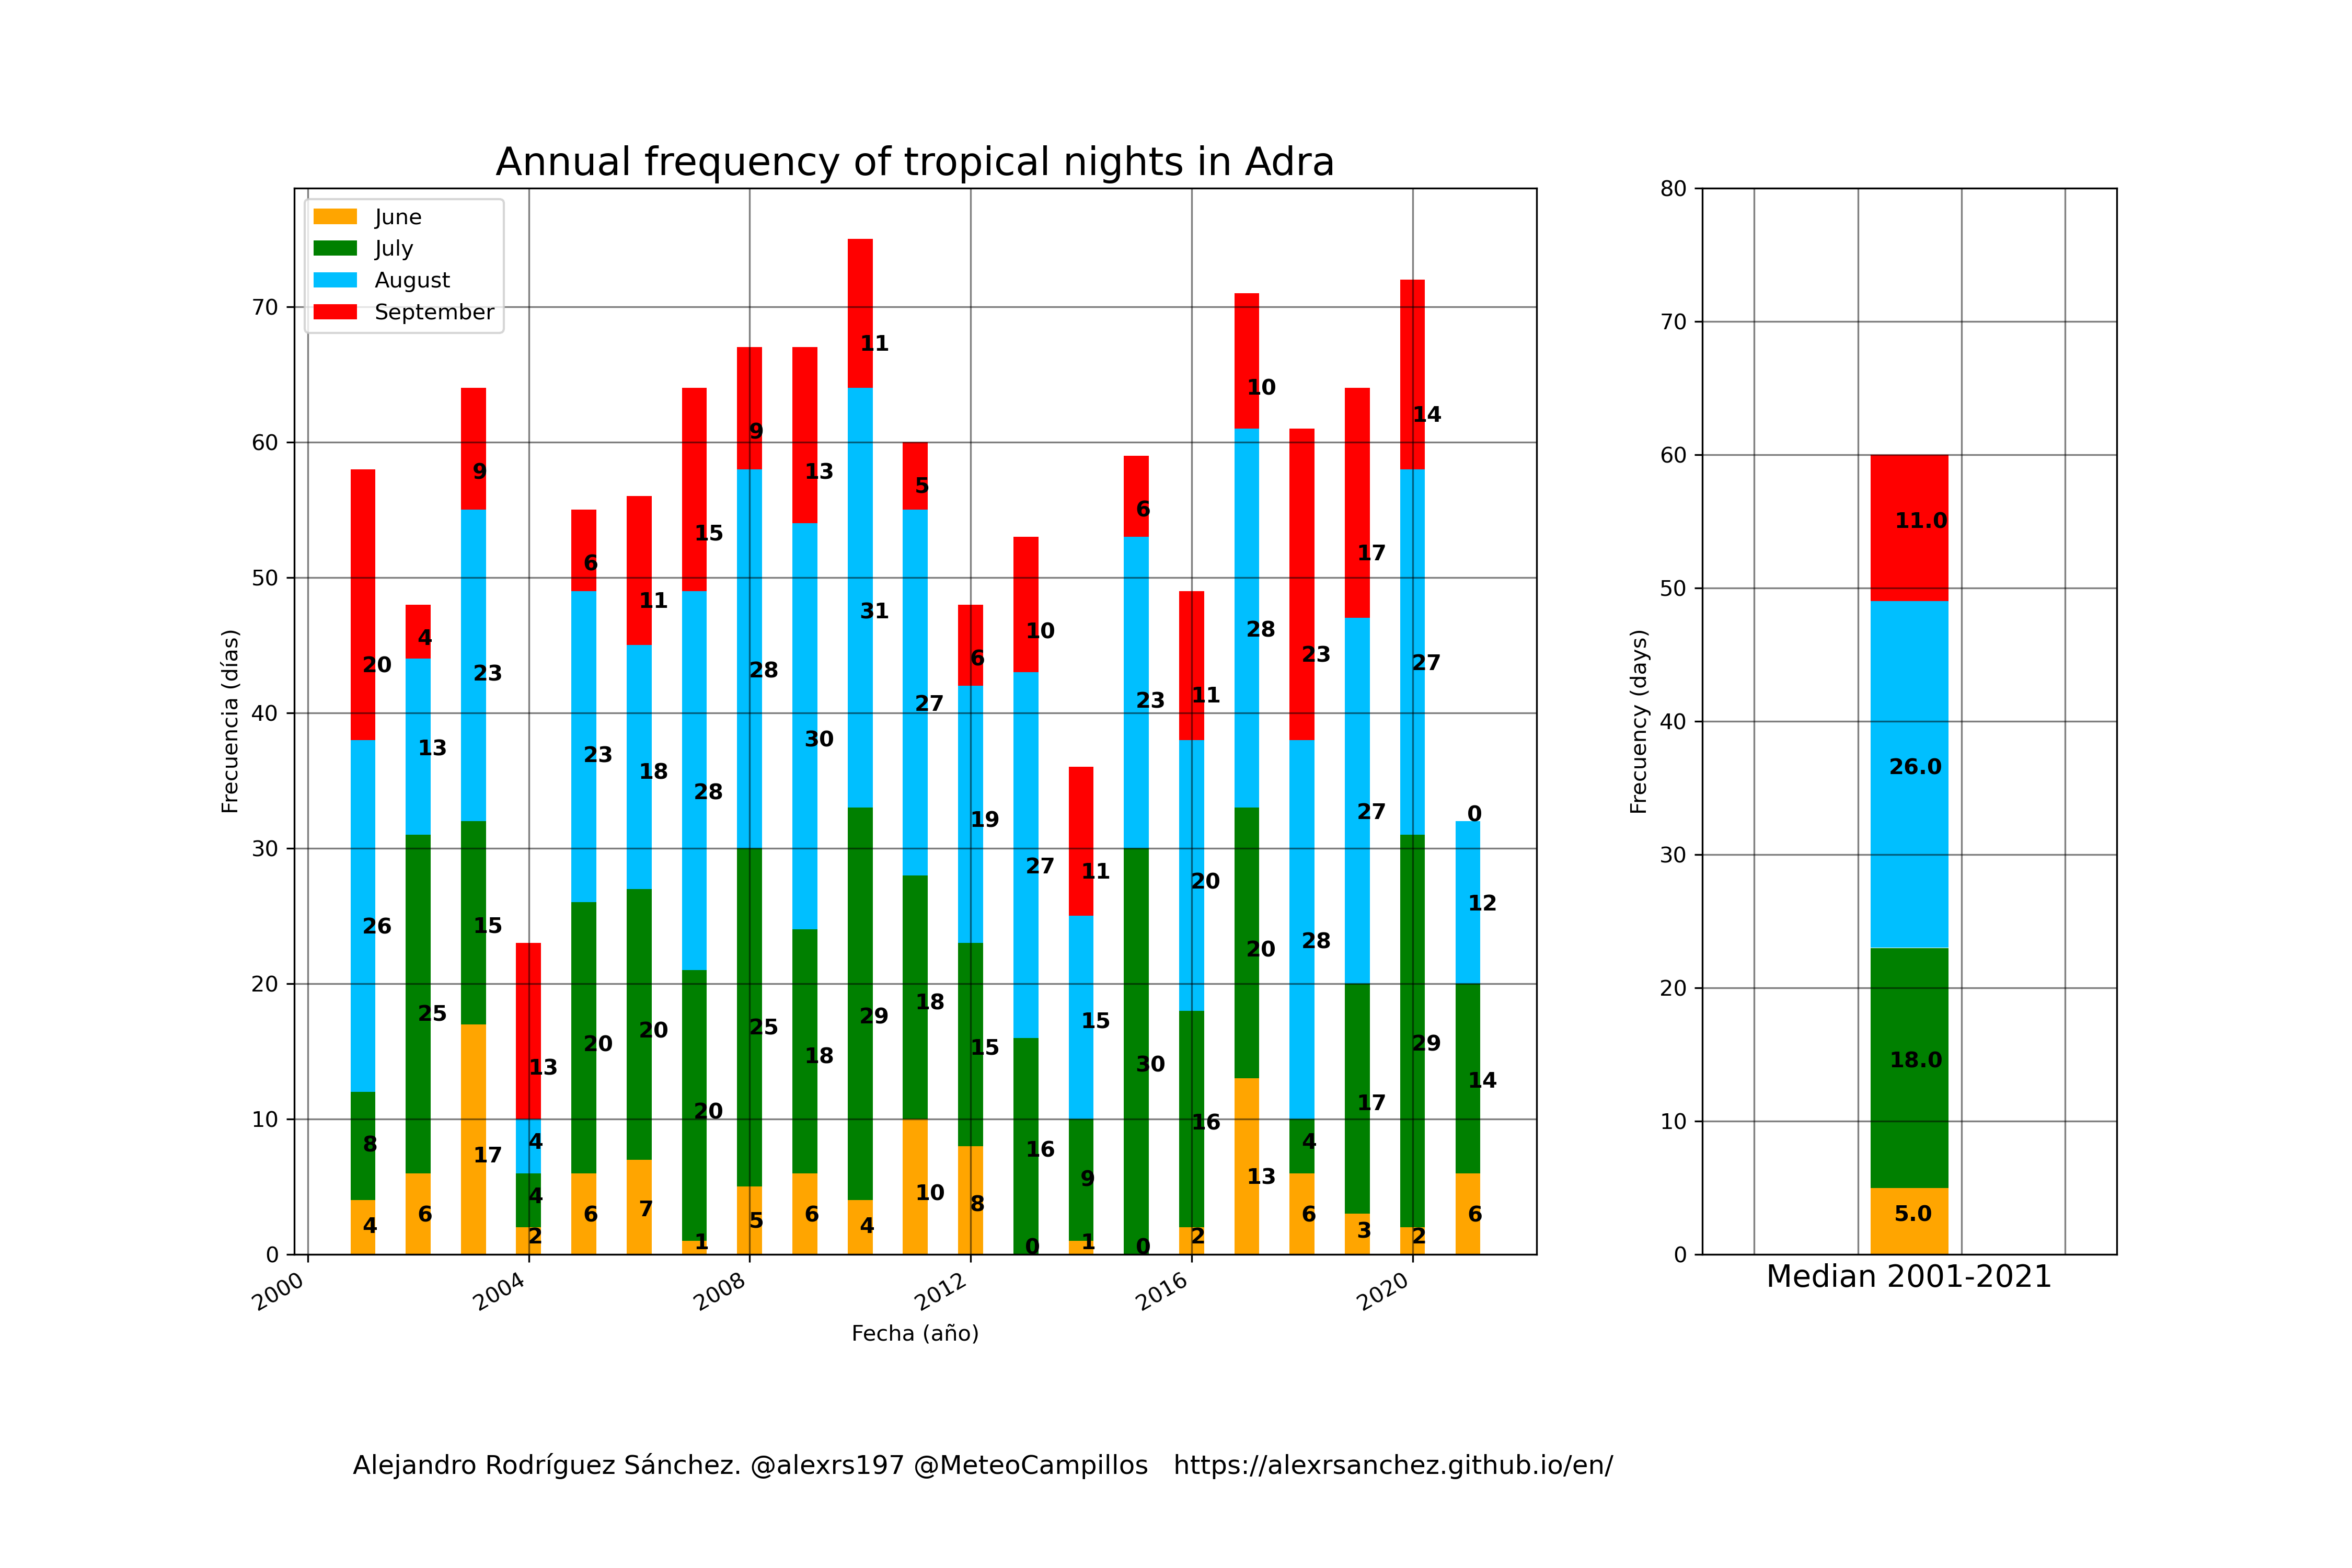 Annual frequency of tropical nights in Adra
June
July
August
September
Frecuencia (días)
70
60
50
40
30
20
10
0
4 8 26 20
6 25 13 4
17 15 23 9
2 4 4 13
6 20 23 6
7 20 18 11
1 20 28 15
5 25 28 9
6 18 30 13
4 29 31 11
10 18 27 5
8 15 19 6
0 16 27 10
1 9 15 11
0 30 23 6
2 16 20 11
13 20 28 10
6 4 28 23
3 17 27 17
2 29 27 14
6 14 12 0
2000 2004 2008 2012 2016 2020
Fecha (año)
Frecuency (days)
80
70
60
50
40
30
20
10
0
11.0
26.0
18.0
5.0
Median 2001-2021
Alejandro Rodríguez Sánchez. @alexrs197 @MeteoCampillos https://alexrsanchez.github.io/en/